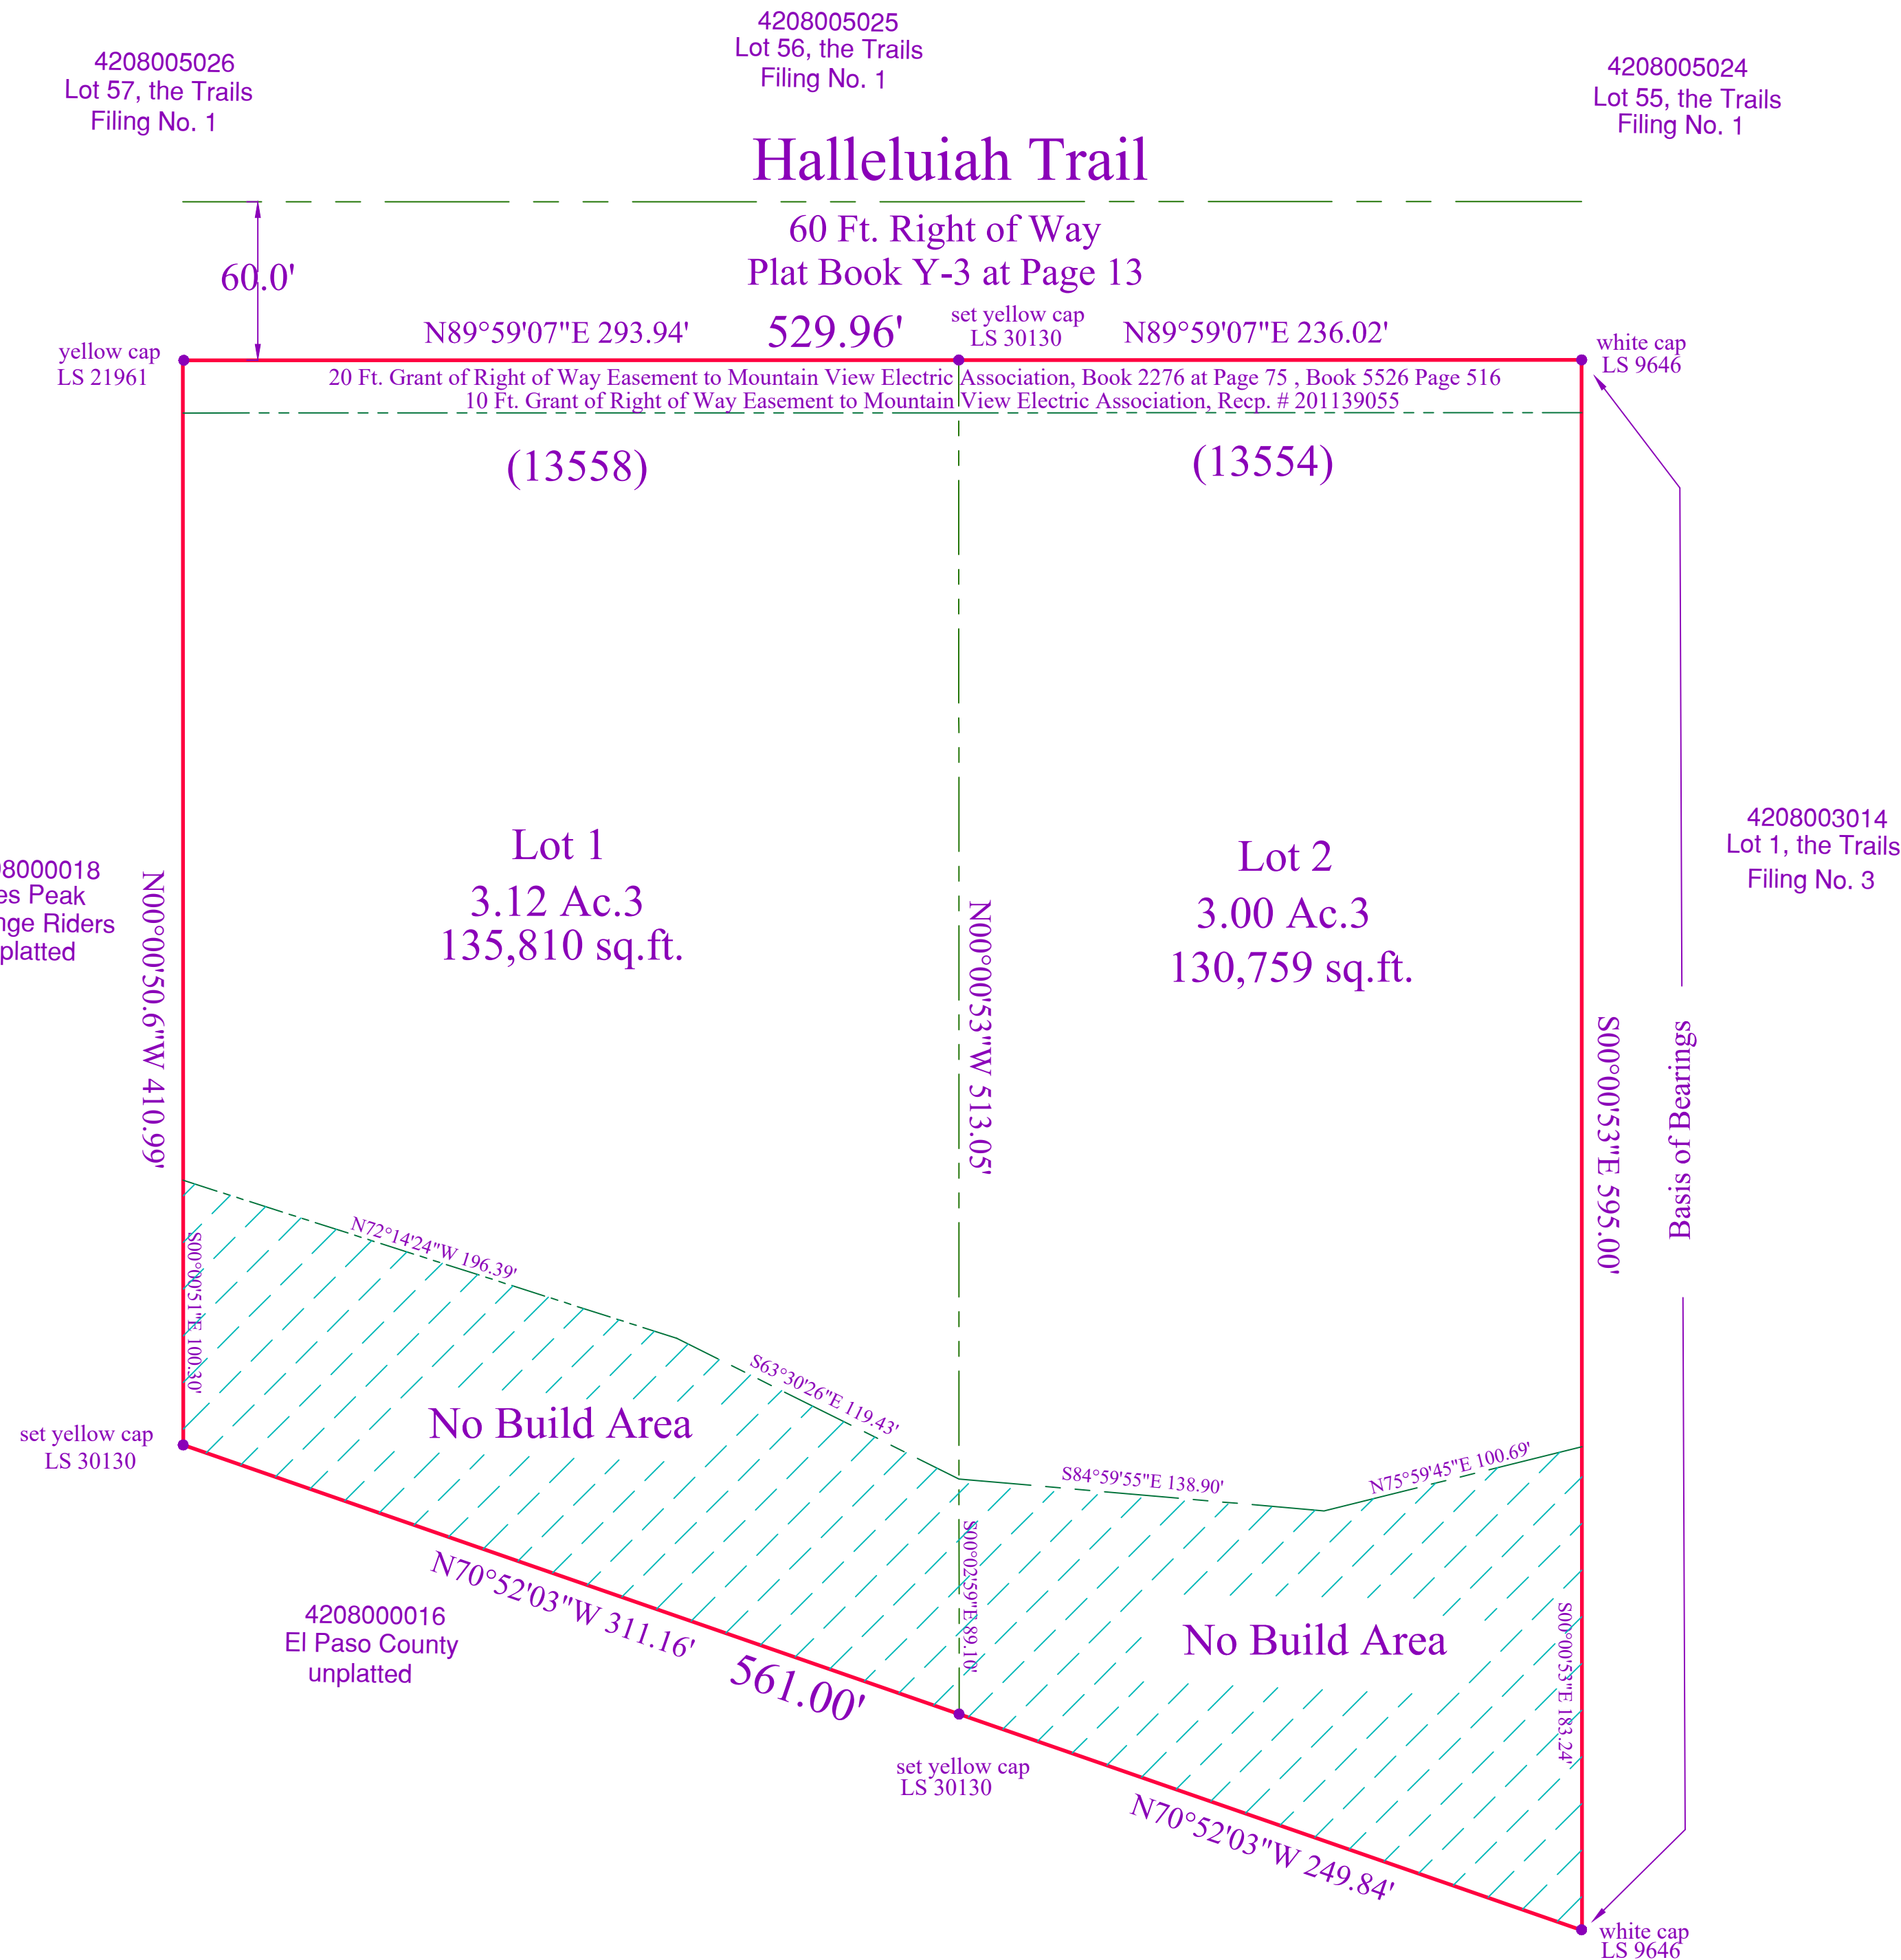 4208005026
Lot 57, the Trails
Filing No. 1
4208005025
Lot 56, the Trails
Filing No. 1
4208005024
Lot 55, the Trails
Filing No. 1
Halleluiah Trail
60 Ft. Right of Way
Plat Book Y-3 at Page 13
60.0'
N89°59'07"E 293.94'
529.96'
set yellow cap
LS 30130
N89°59'07"E 236.02'
yellow cap
LS 21961
white cap
LS 9646
20 Ft. Grant of Right of Way Easement to Mountain View Electric Association, Book 2276 at Page 75 , Book 5526 Page 516
10 Ft. Grant of Right of Way Easement to Mountain View Electric Association, Recp. # 201139055
(13558)
(13554)
Lot 1
3.12 Ac.3
135,810 sq.ft.
Lot 2
3.00 Ac.3
130,759 sq.ft.
4208003014
Lot 1, the Trails
Filing No. 3
8000018
es Peak
nge Riders
platted
N00°00'50.6"W 410.99'
N00°00'53"W 513.05'
S00°00'53"E 595.00'
Basis of Bearings
N72°14'24"W 196.39'
S00°00'51"E 100.30'
S63°30'26"E 119.43'
No Build Area
S84°59'55"E 138.90'
N75°59'45"E 100.69'
set yellow cap
LS 30130
S00°02'59"E 89.10'
No Build Area
S00°00'53"E 183.24'
N70°52'03"W 311.16'
561.00'
4208000016
El Paso County
unplatted
set yellow cap
LS 30130
N70°52'03"W 249.84'
white cap
LS 9646